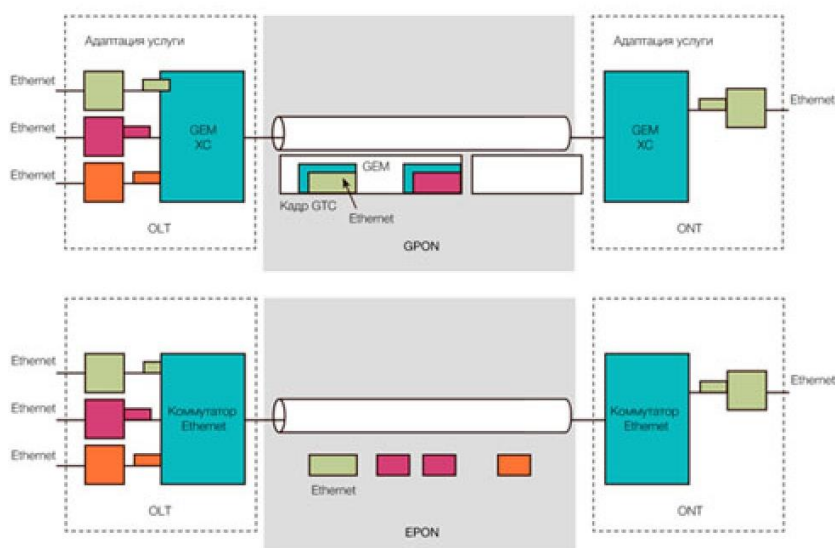 Адаптация услуги
Адаптация услуги
Ethernet
Ethernet
Ethernet
GEM
XC
GEM
XC
Ethernet
GEM
Кадр GTC
Ethernet
OLT
GPON
ONT
Ethernet
Ethernet
Ethernet
Коммутатор
Ethernet
Коммутатор
Ethernet
Ethernet
Ethernet
OLT
EPON
ONT